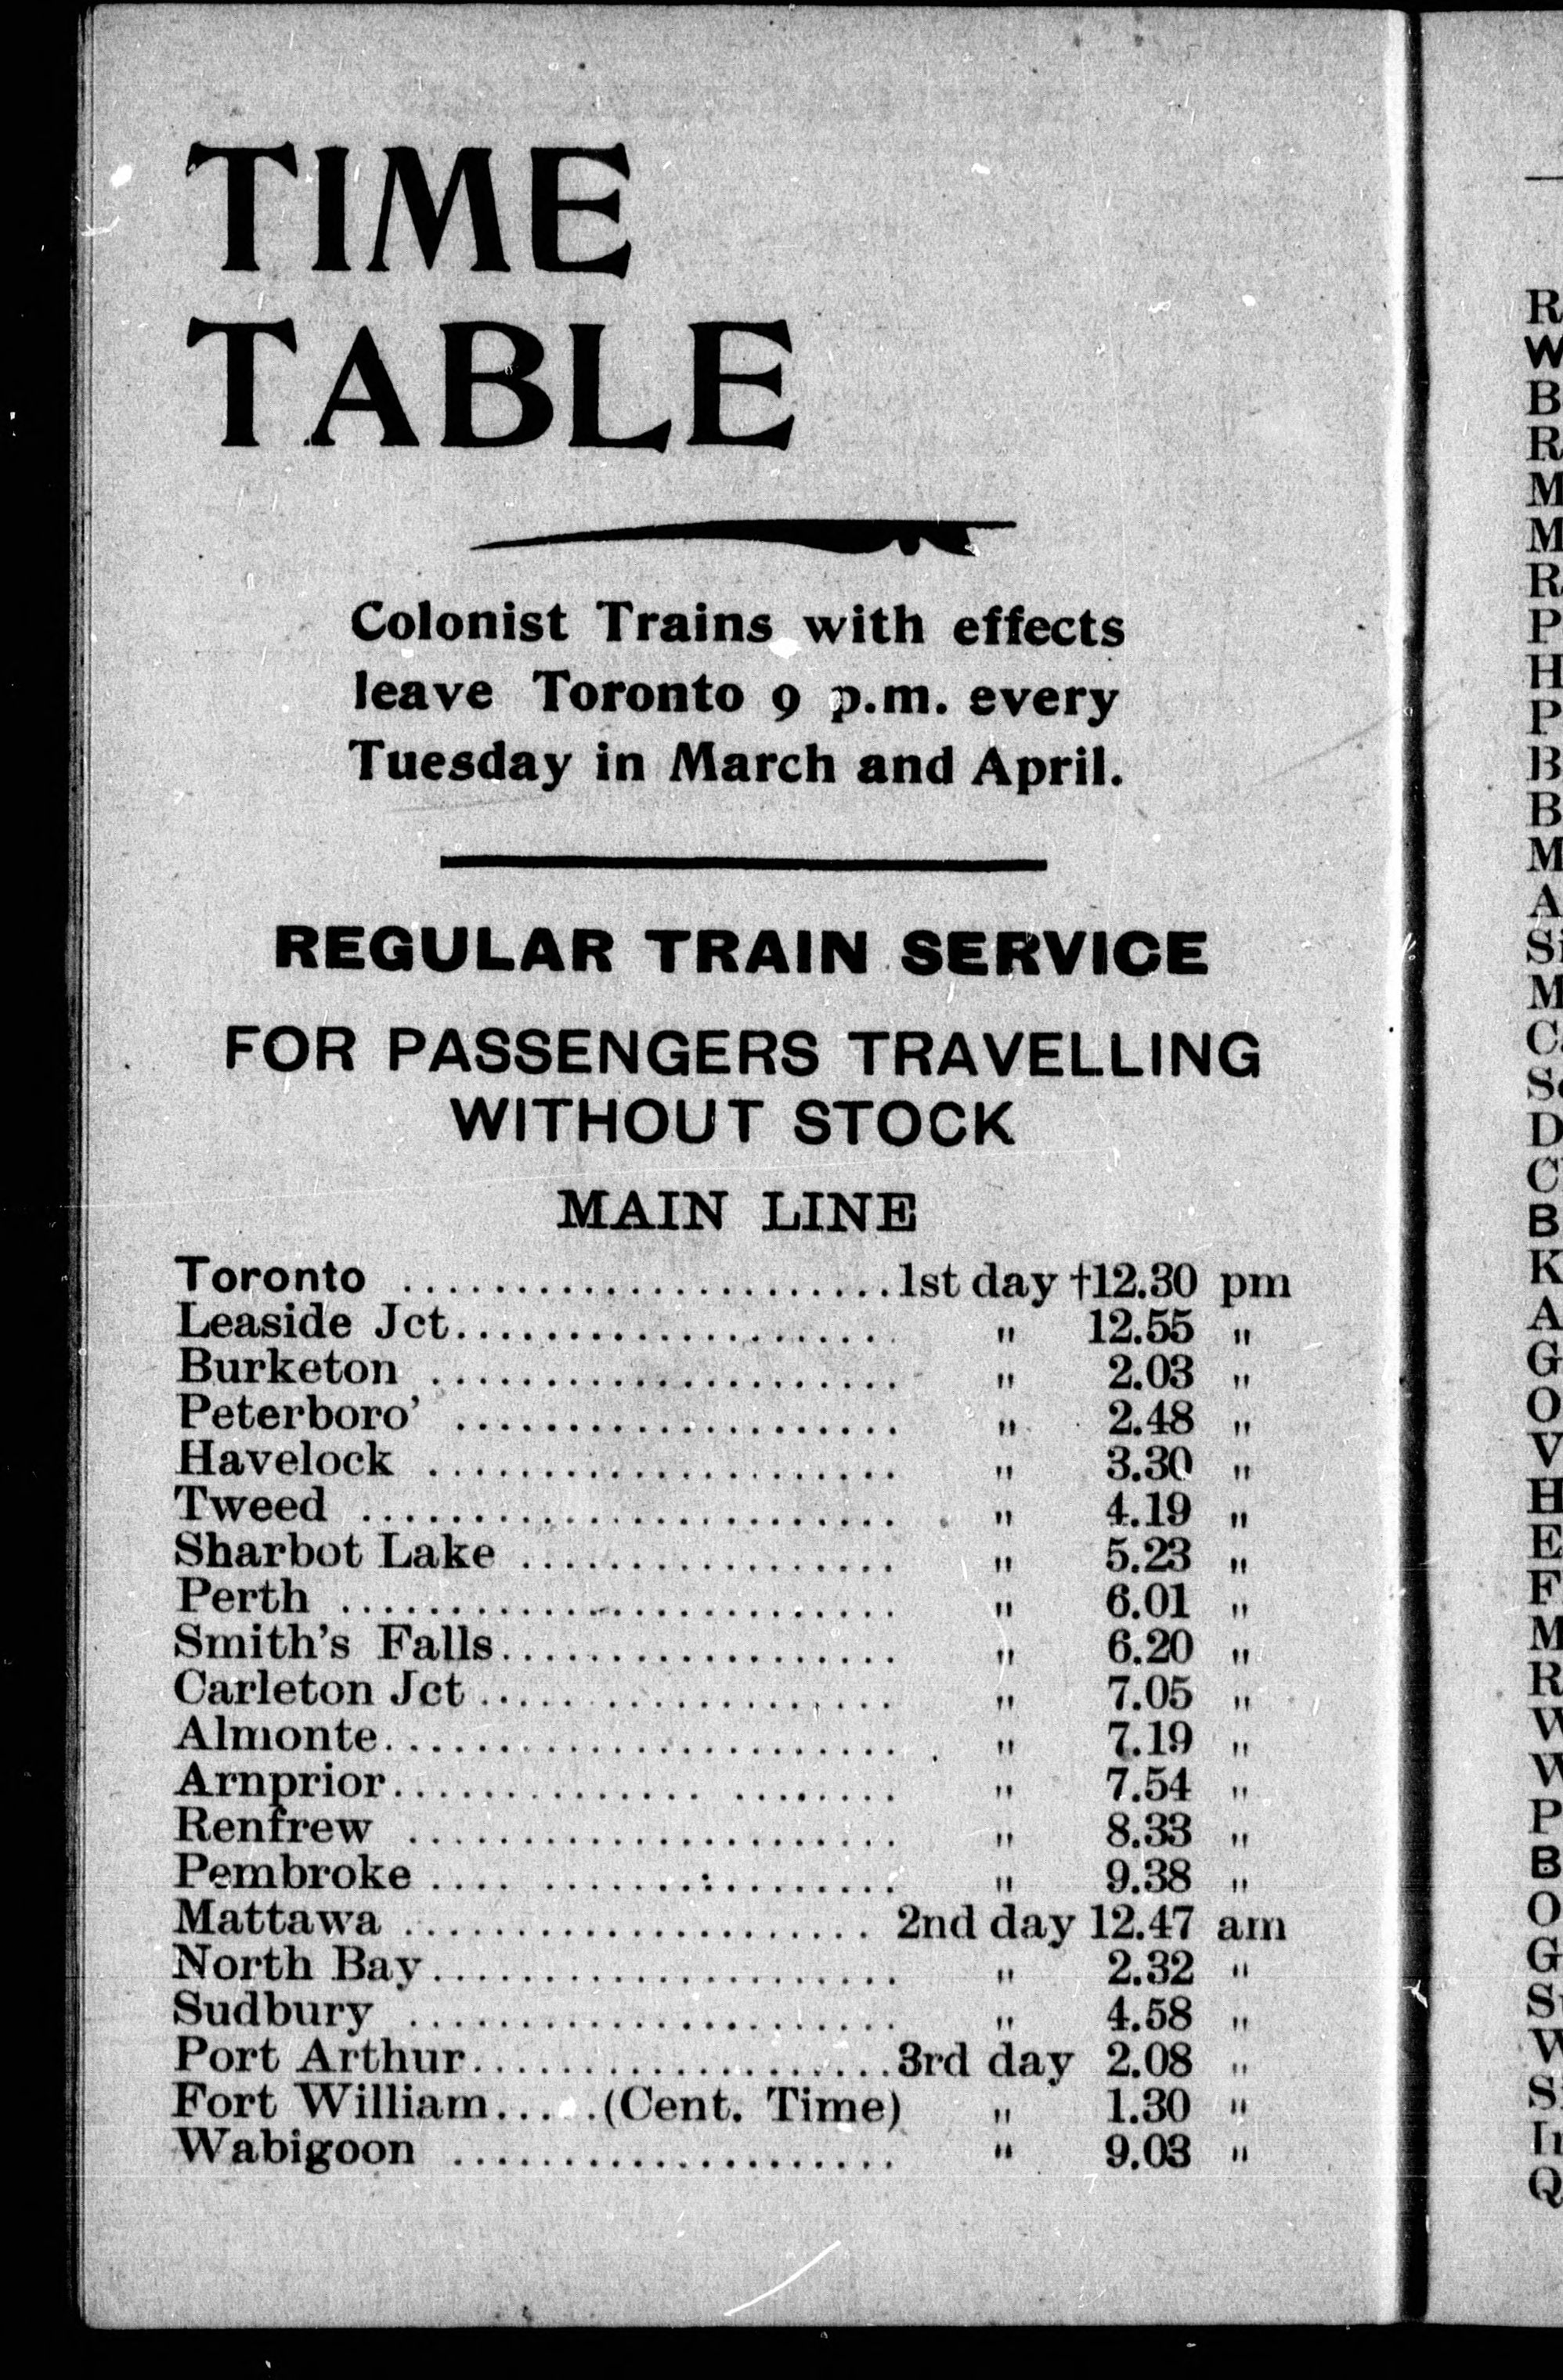 TIME
TABLE
Colonist Trains with effects
leave Toronto 9 p.m. every
Tuesday in March and April.
REGULAR TRAIN SERVICE
FOR PASSENGERS TRAVELLING
WITHOUT STOCK
MAIN LINE
Toronto ........................1st day †12.30 pm
Leaside Jct..................... " 12.55 "
Burketon ...................... " 2.03 "
Peterboro' ..................... " 2.48 "
Havelock ...................... " 3.30 "
Tweed ......................... " 4.19 "
Sharbot Lake .................. " 5.23 "
Perth .......................... " 6.01 "
Smith's Falls................... " 6.20 "
Carleton Jct .................... " 7.05 "
Almonte........................ " 7.19 "
Arnprior....................... " 7.54 "
Renfrew ....................... " 8.33 "
Pembroke ...................... " 9.38 "
Mattawa ...................... 2nd day 12.47 am
North Bay...................... " 2.32 "
Sudbury ....................... " 4.58 "
Port Arthur....................3rd day 2.08 "
Fort William.....(Cent. Time) " 1.30 "
Wabigoon ..................... " 9.03 "